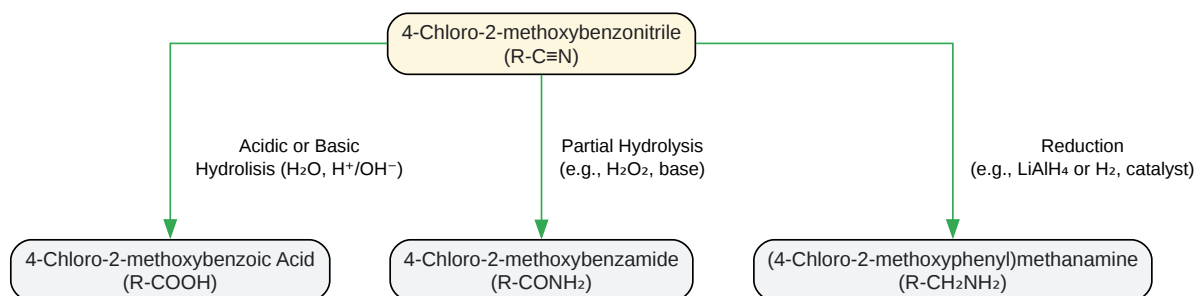 4-Chloro-2-methoxybenzonitrile
(R-C≡N)
Acidic or Basic
Hydrolisis (H₂O, H⁺/OH⁻)
Partial Hydrolysis
(e.g., H₂O₂, base)
Reduction
(e.g., LiAlH₄ or H₂, catalyst)
4-Chloro-2-methoxybenzoic Acid
(R-COOH)
4-Chloro-2-methoxybenzamide
(R-CONH₂)
(4-Chloro-2-methoxyphenyl)methanamine
(R-CH₂NH₂)